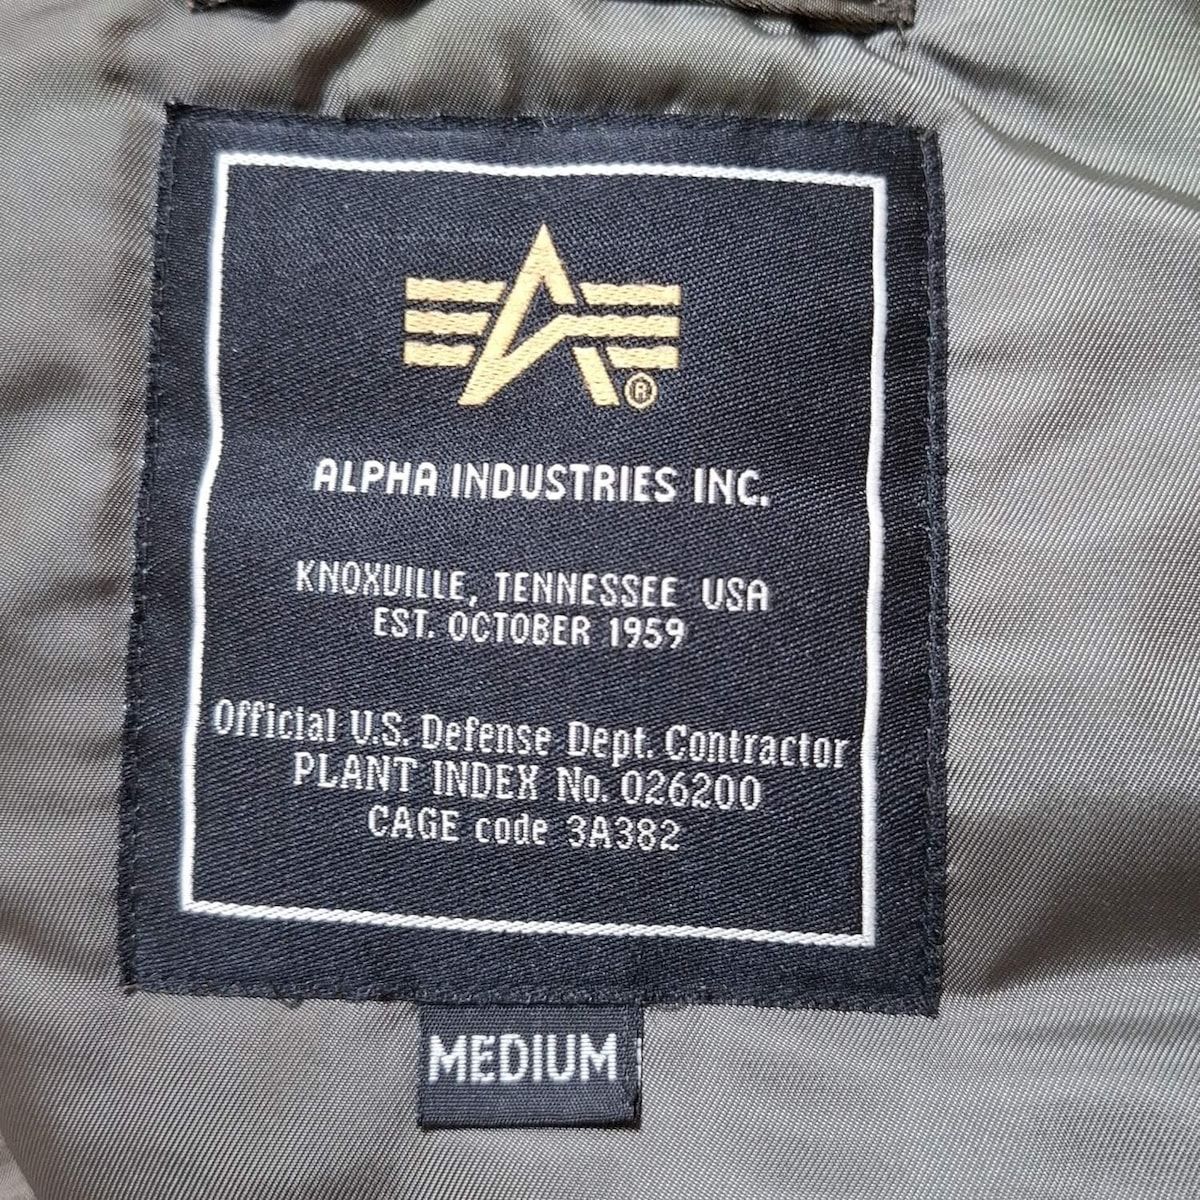 ®
ALPHA INDUSTRIES INC.
KNOXVILLE, TENNESSEE USA
EST. OCTOBER 1959
Official U.S. Defense Dept. Contractor
PLANT INDEX No. 026200
CAGE code 3A382
MEDIUM